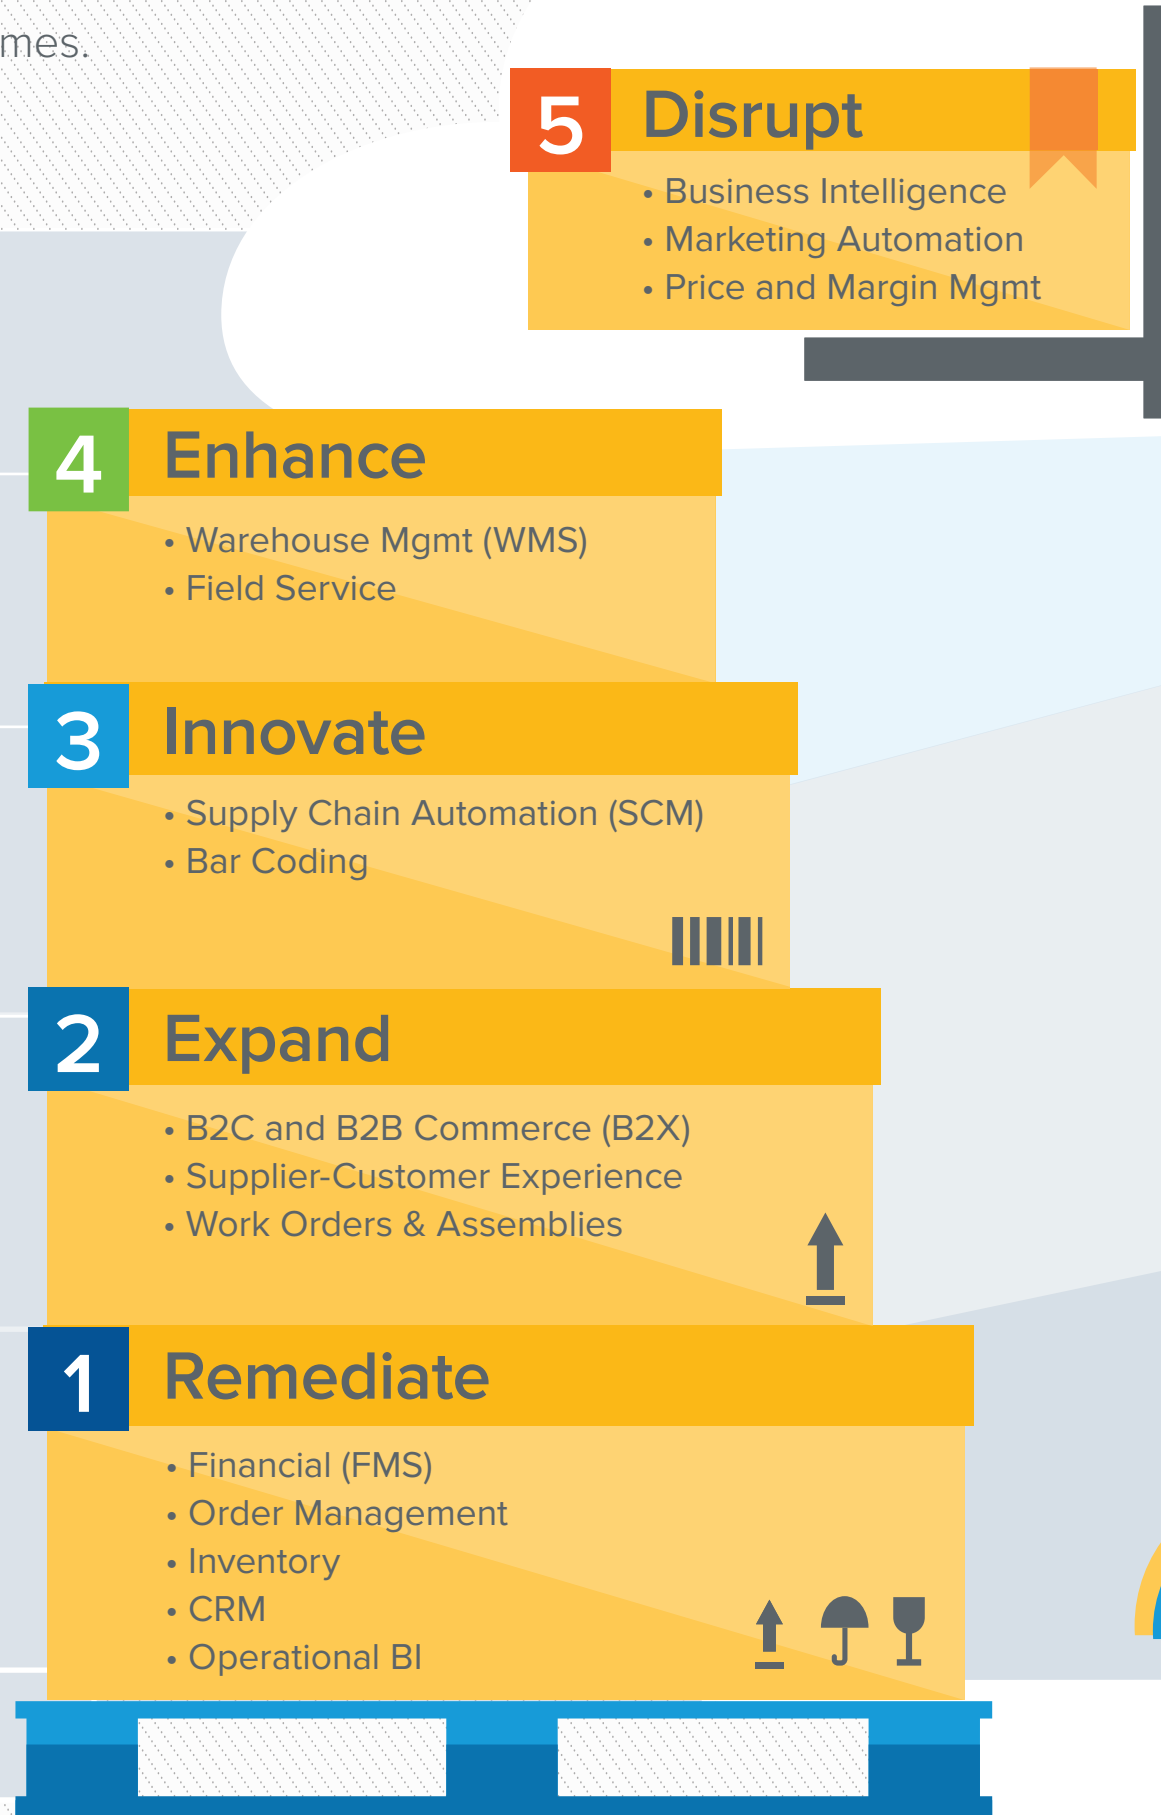 5 Disrupt
• Business Intelligence
• Marketing Automation
• Price and Margin Mgmt
4 Enhance
• Warehouse Mgmt (WMS)
• Field Service
3 Innovate
• Supply Chain Automation (SCM)
• Bar Coding
2 Expand
• B2C and B2B Commerce (B2X)
• Supplier-Customer Experience
• Work Orders & Assemblies
1 Remediate
• Financial (FMS)
• Order Management
• Inventory
• CRM
• Operational BI